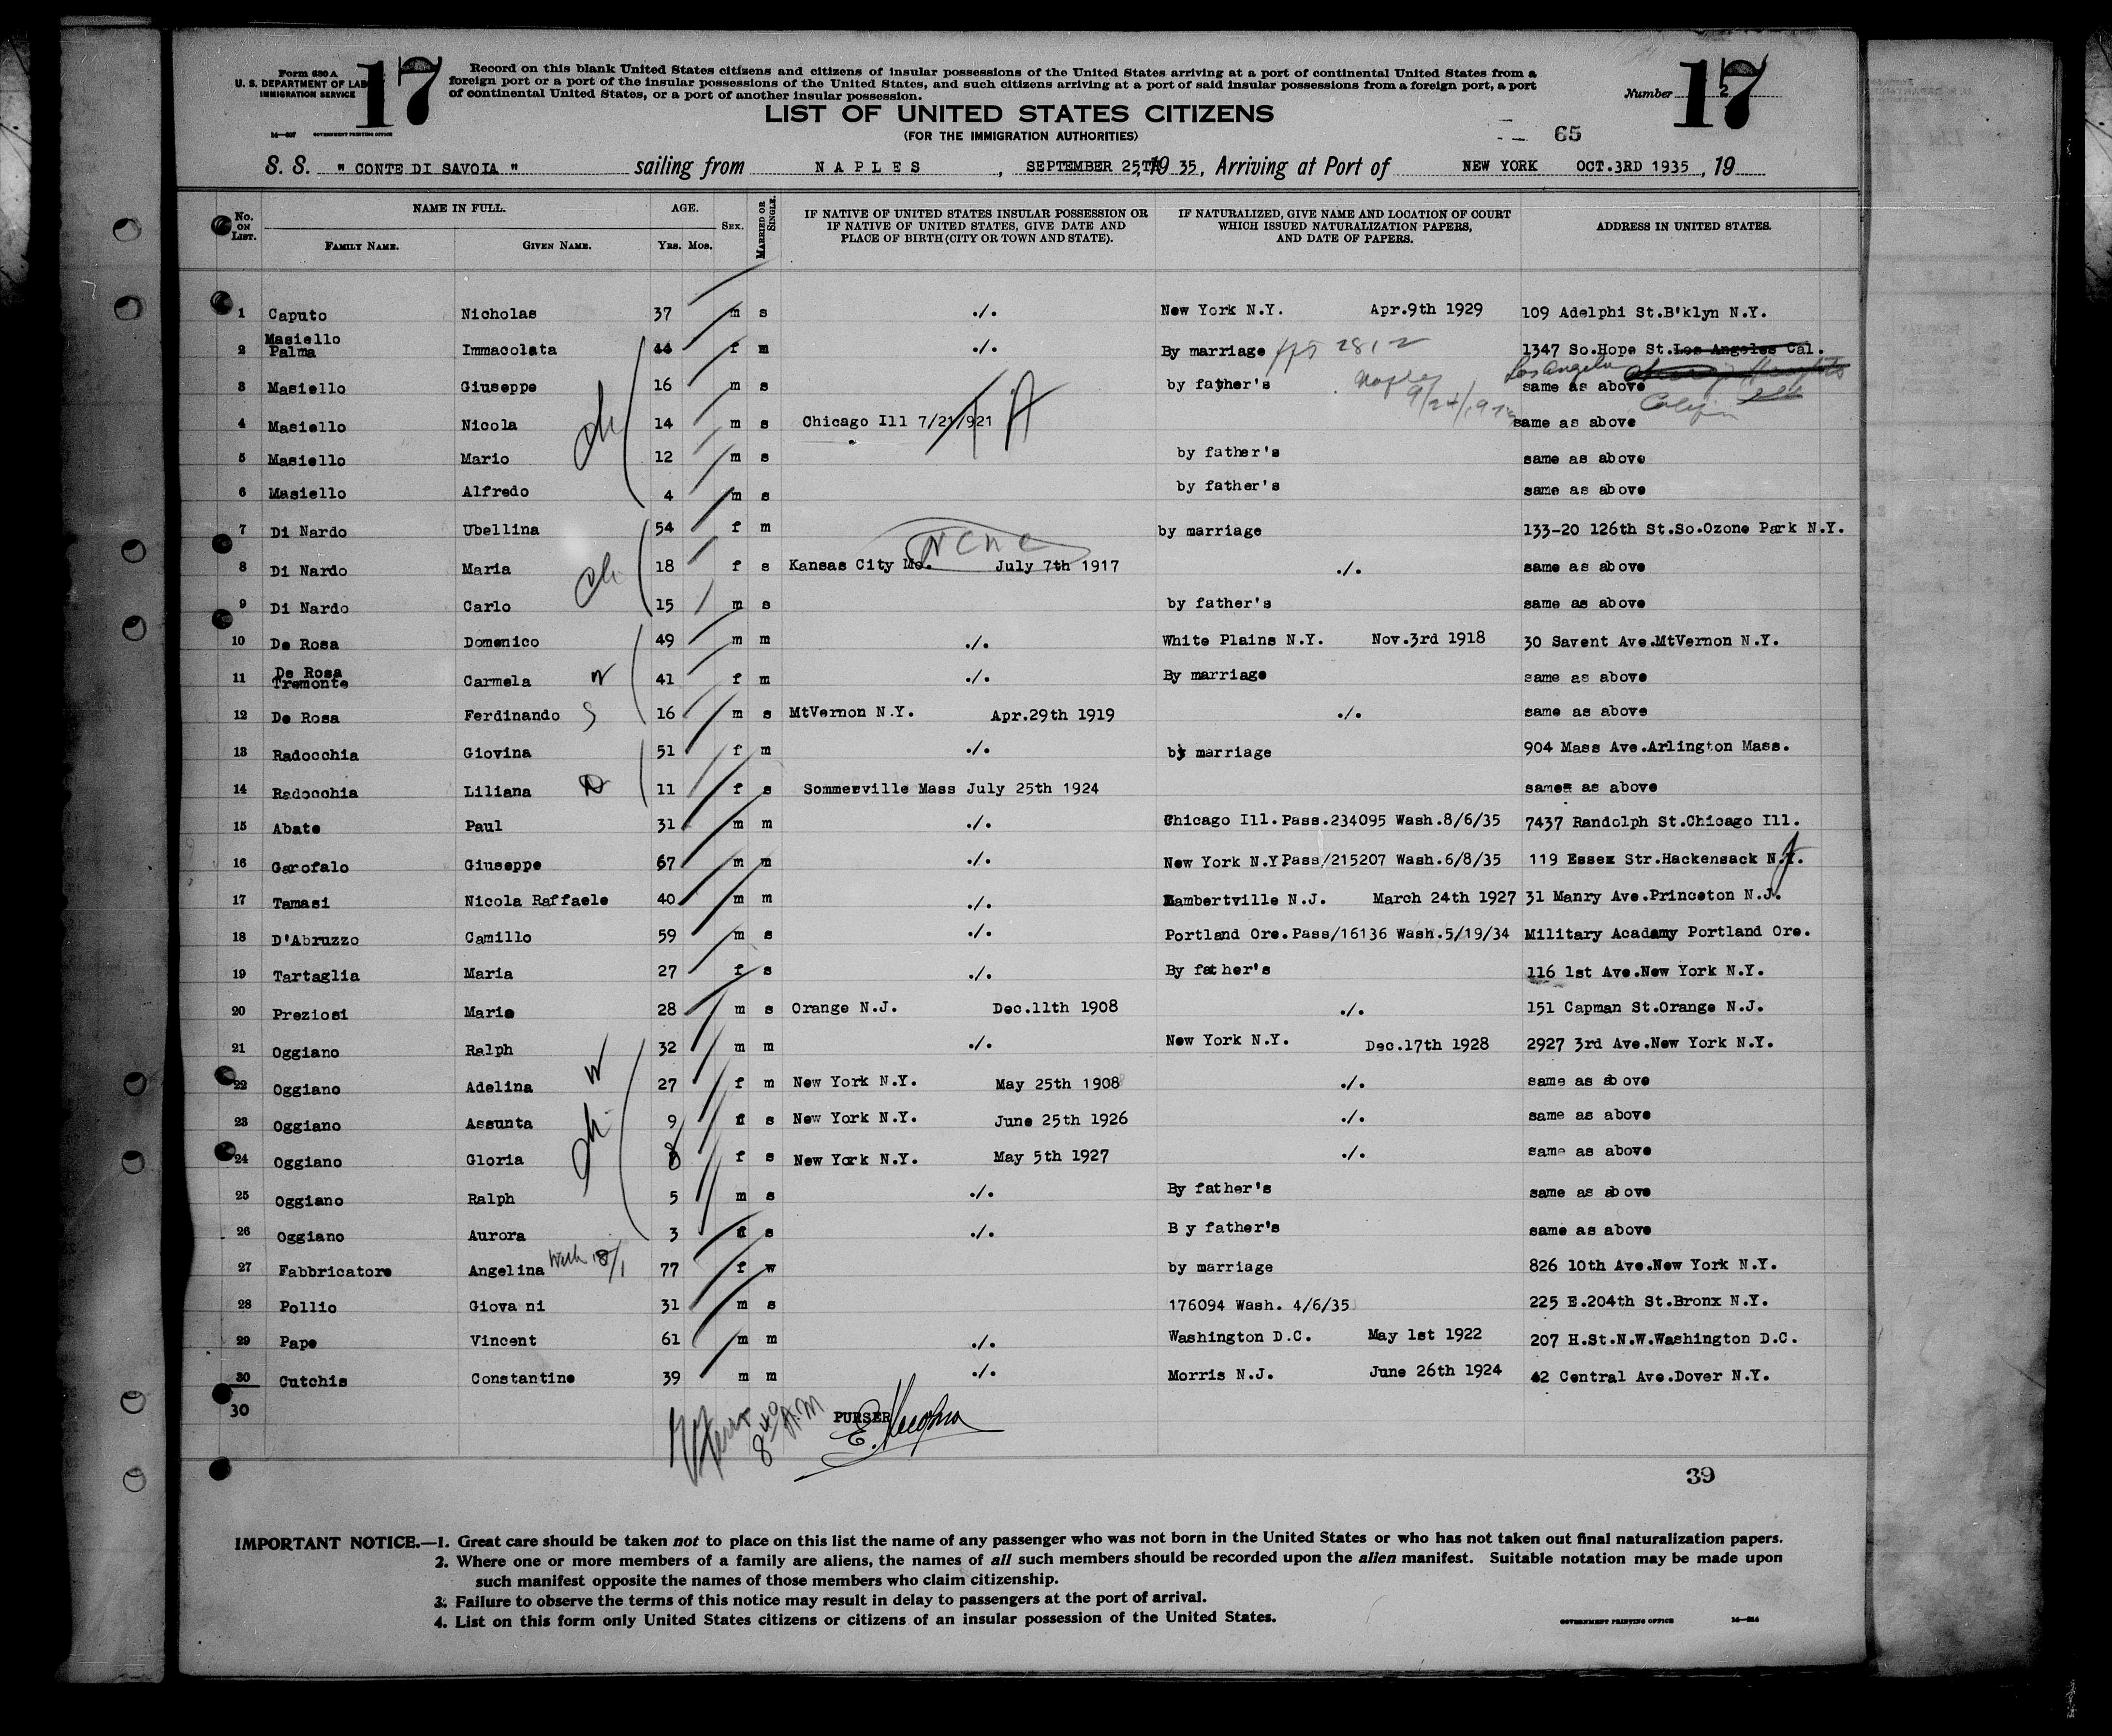 Form 630 A
U. S. DEPARTMENT OF LAB
IMMIGRATION SERVICE
14—437 GOVERNMENT PRINTING OFFICE
17
Record on this blank United States citizens and citizens of insular possessions of the United States arriving at a port of continental United States from a
foreign port or a port of the insular possessions of the United States, and such citizens arriving at a port of said insular possessions from a foreign port, a port
of continental United States, or a port of another insular possession.
LIST OF UNITED STATES CITIZENS
(FOR THE IMMIGRATION AUTHORITIES)
Number 2
17
65
S. S. " CONTE DI SAVOIA " sailing from NAPLES, SEPTEMBER 25TH 19 35, Arriving at Port of NEW YORK OCT.3RD 1935, 19
No. ON LIST. NAME IN FULL. FAMILY NAME. GIVEN NAME. AGE. YRS. MOS. SEX. MARRIED OR SINGLE. IF NATIVE OF UNITED STATES INSULAR POSSESSION OR IF NATIVE OF UNITED STATES, GIVE DATE AND PLACE OF BIRTH (CITY OR TOWN AND STATE). IF NATURALIZED, GIVE NAME AND LOCATION OF COURT WHICH ISSUED NATURALIZATION PAPERS, AND DATE OF PAPERS. ADDRESS IN UNITED STATES.
1 Caputo Nicholas 37 m s ./. New York N.Y. Apr.9th 1929 109 Adelphi St.B'klyn N.Y.
2 Masiello Palma Immacolata 44 f m ./. By marriage 2812 1347 So.Hope St.Los Angeles Cal.
3 Masiello Giuseppe 16 m s by father's Naples Los Angeles same as above
4 Masiello Nicola 14 m s Chicago Ill 7/21/921 A same as above
5 Masiello Mario 12 m s by father's same as above
6 Masiello Alfredo 4 m s by father's same as above
7 Di Nardo Ubellina 54 f m by marriage 133-20 126th St.So.Ozone Park N.Y.
8 Di Nardo Maria 18 f s Kansas City Mo. July 7th 1917 ./. same as above
9 Di Nardo Carlo 15 m s by father's same as above
10 De Rosa Domenico 49 m m ./. White Plains N.Y. Nov.3rd 1918 30 Savent Ave.MtVernon N.Y.
11 De Rosa Tremonte Carmela 41 f m ./. By marriage same as above
12 De Rosa Ferdinando 16 m s MtVernon N.Y. Apr.29th 1919 ./. same as above
13 Radocchia Giovina 51 f m ./. by marriage 904 Mass Ave.Arlington Mass.
14 Radocchia Liliana 11 f s Sommerville Mass July 25th 1924 sames as above
15 Abate Paul 31 m m ./. Chicago Ill.Pass.234095 Wash.8/6/35 7437 Randolph St.Chicago Ill.
16 Garofalo Giuseppe 67 m m ./. New York N.Y.Pass/215207 Wash.6/8/35 119 Essex Str.Hackensack N.J.
17 Tamasi Nicola Raffaele 40 m m ./. Lambertville N.J. March 24th 1927 31 Manry Ave.Princeton N.J.
18 D'Abruzzo Camillo 59 m s ./. Portland Ore.Pass/16136 Wash.5/19/34 Military Acadamy Portland Ore.
19 Tartaglia Maria 27 f s ./. By father's 116 1st Ave.New York N.Y.
20 Preziosi Mario 28 m s Orange N.J. Dec.11th 1908 ./. 151 Capman St.Orange N.J.
21 Oggiano Ralph 32 m m ./. New York N.Y. Dec.17th 1928 2927 3rd Ave.New York N.Y.
22 Oggiano Adelina 27 f m New York N.Y. May 25th 1908 ./. same as above
23 Oggiano Assunta 9 f s New York N.Y. June 25th 1926 ./. same as above
24 Oggiano Gloria 8 f s New York N.Y. May 5th 1927 ./. same as above
25 Oggiano Ralph 5 m s ./. By father's same as above
26 Oggiano Aurora 3 f s ./. B y father's same as above
27 Fabbricatore Angelina 77 f w by marriage 826 10th Ave.New York N.Y.
28 Pollio Giova ni 31 m s 176094 Wash. 4/6/35 225 E.204th St.Bronx N.Y.
29 Pape Vincent 61 m m ./. Washington D.C. May 1st 1922 207 H.St.N.W.Washington D.C.
30 Cutchis Constantine 39 m m ./. Morris N.J. June 26th 1924 42 Central Ave.Dover N.Y.
30
8 40 A.M
PURSER
39
IMPORTANT NOTICE.—1. Great care should be taken not to place on this list the name of any passenger who was not born in the United States or who has not taken out final naturalization papers.
2. Where one or more members of a family are aliens, the names of all such members should be recorded upon the alien manifest. Suitable notation may be made upon
such manifest opposite the names of those members who claim citizenship.
3. Failure to observe the terms of this notice may result in delay to passengers at the port of arrival.
4. List on this form only United States citizens or citizens of an insular possession of the United States.
GOVERNMENT PRINTING OFFICE 14—314